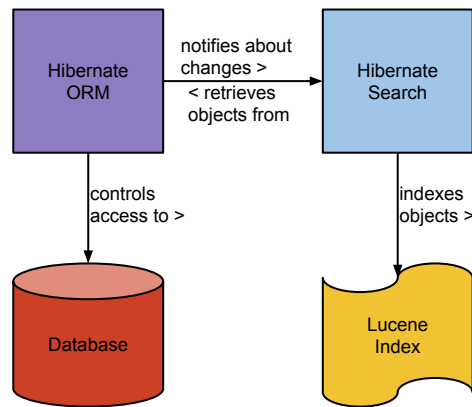 Hibernate
ORM
notifies about
changes >
< retrieves
objects from
Hibernate
Search
controls
access to >
indexes
objects >
Database
Lucene
Index